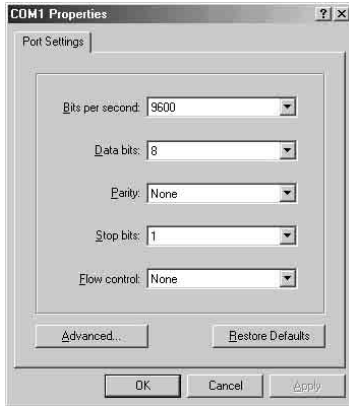 COM1 Properties
Port Settings
Bits per second: 9600
Data bits: 8
Parity: None
Stop bits: 1
Flow control: None
Advanced... Restore Defaults
OK Cancel Apply